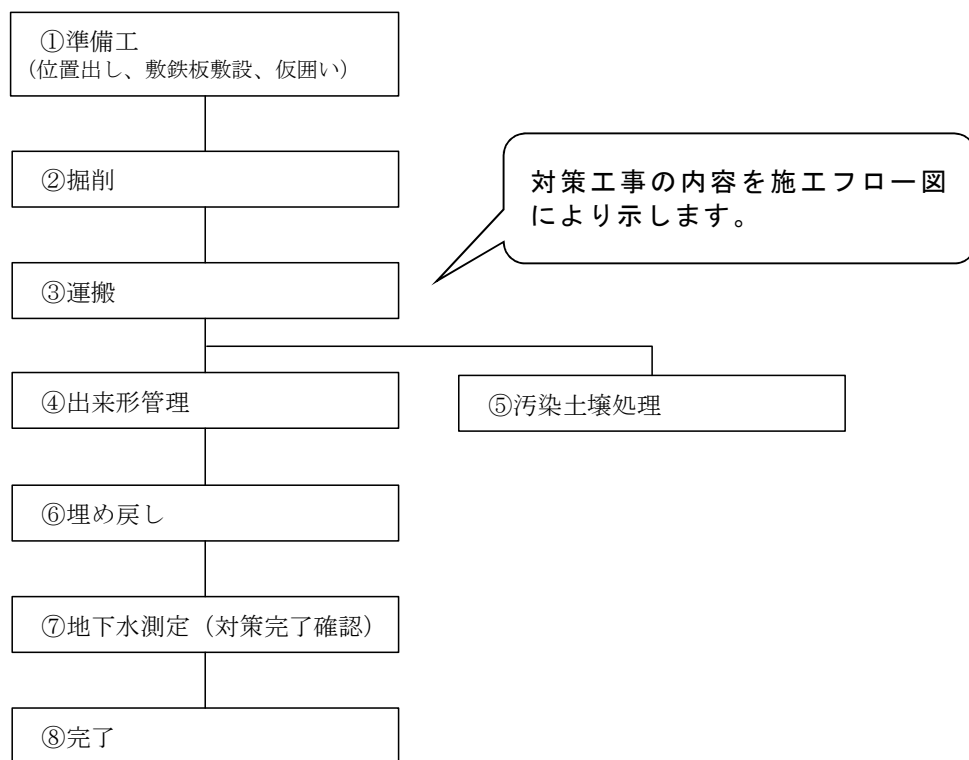 ①準備工
（位置出し、敷鉄板敷設、仮囲い）
②掘削
対策工事の内容を施工フロー図
により示します。
③運搬
④出来形管理
⑤汚染土壌処理
⑥埋め戻し
⑦地下水測定（対策完了確認）
⑧完了